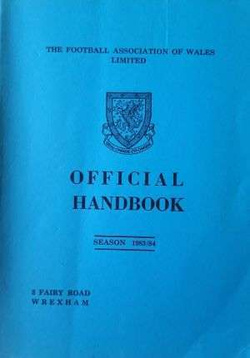 THE FOOTBALL ASSOCIATION OF WALES
LIMITED
OFFICIAL
HANDBOOK
SEASON 1983/84
3 FAIRY ROAD
WREXHAM